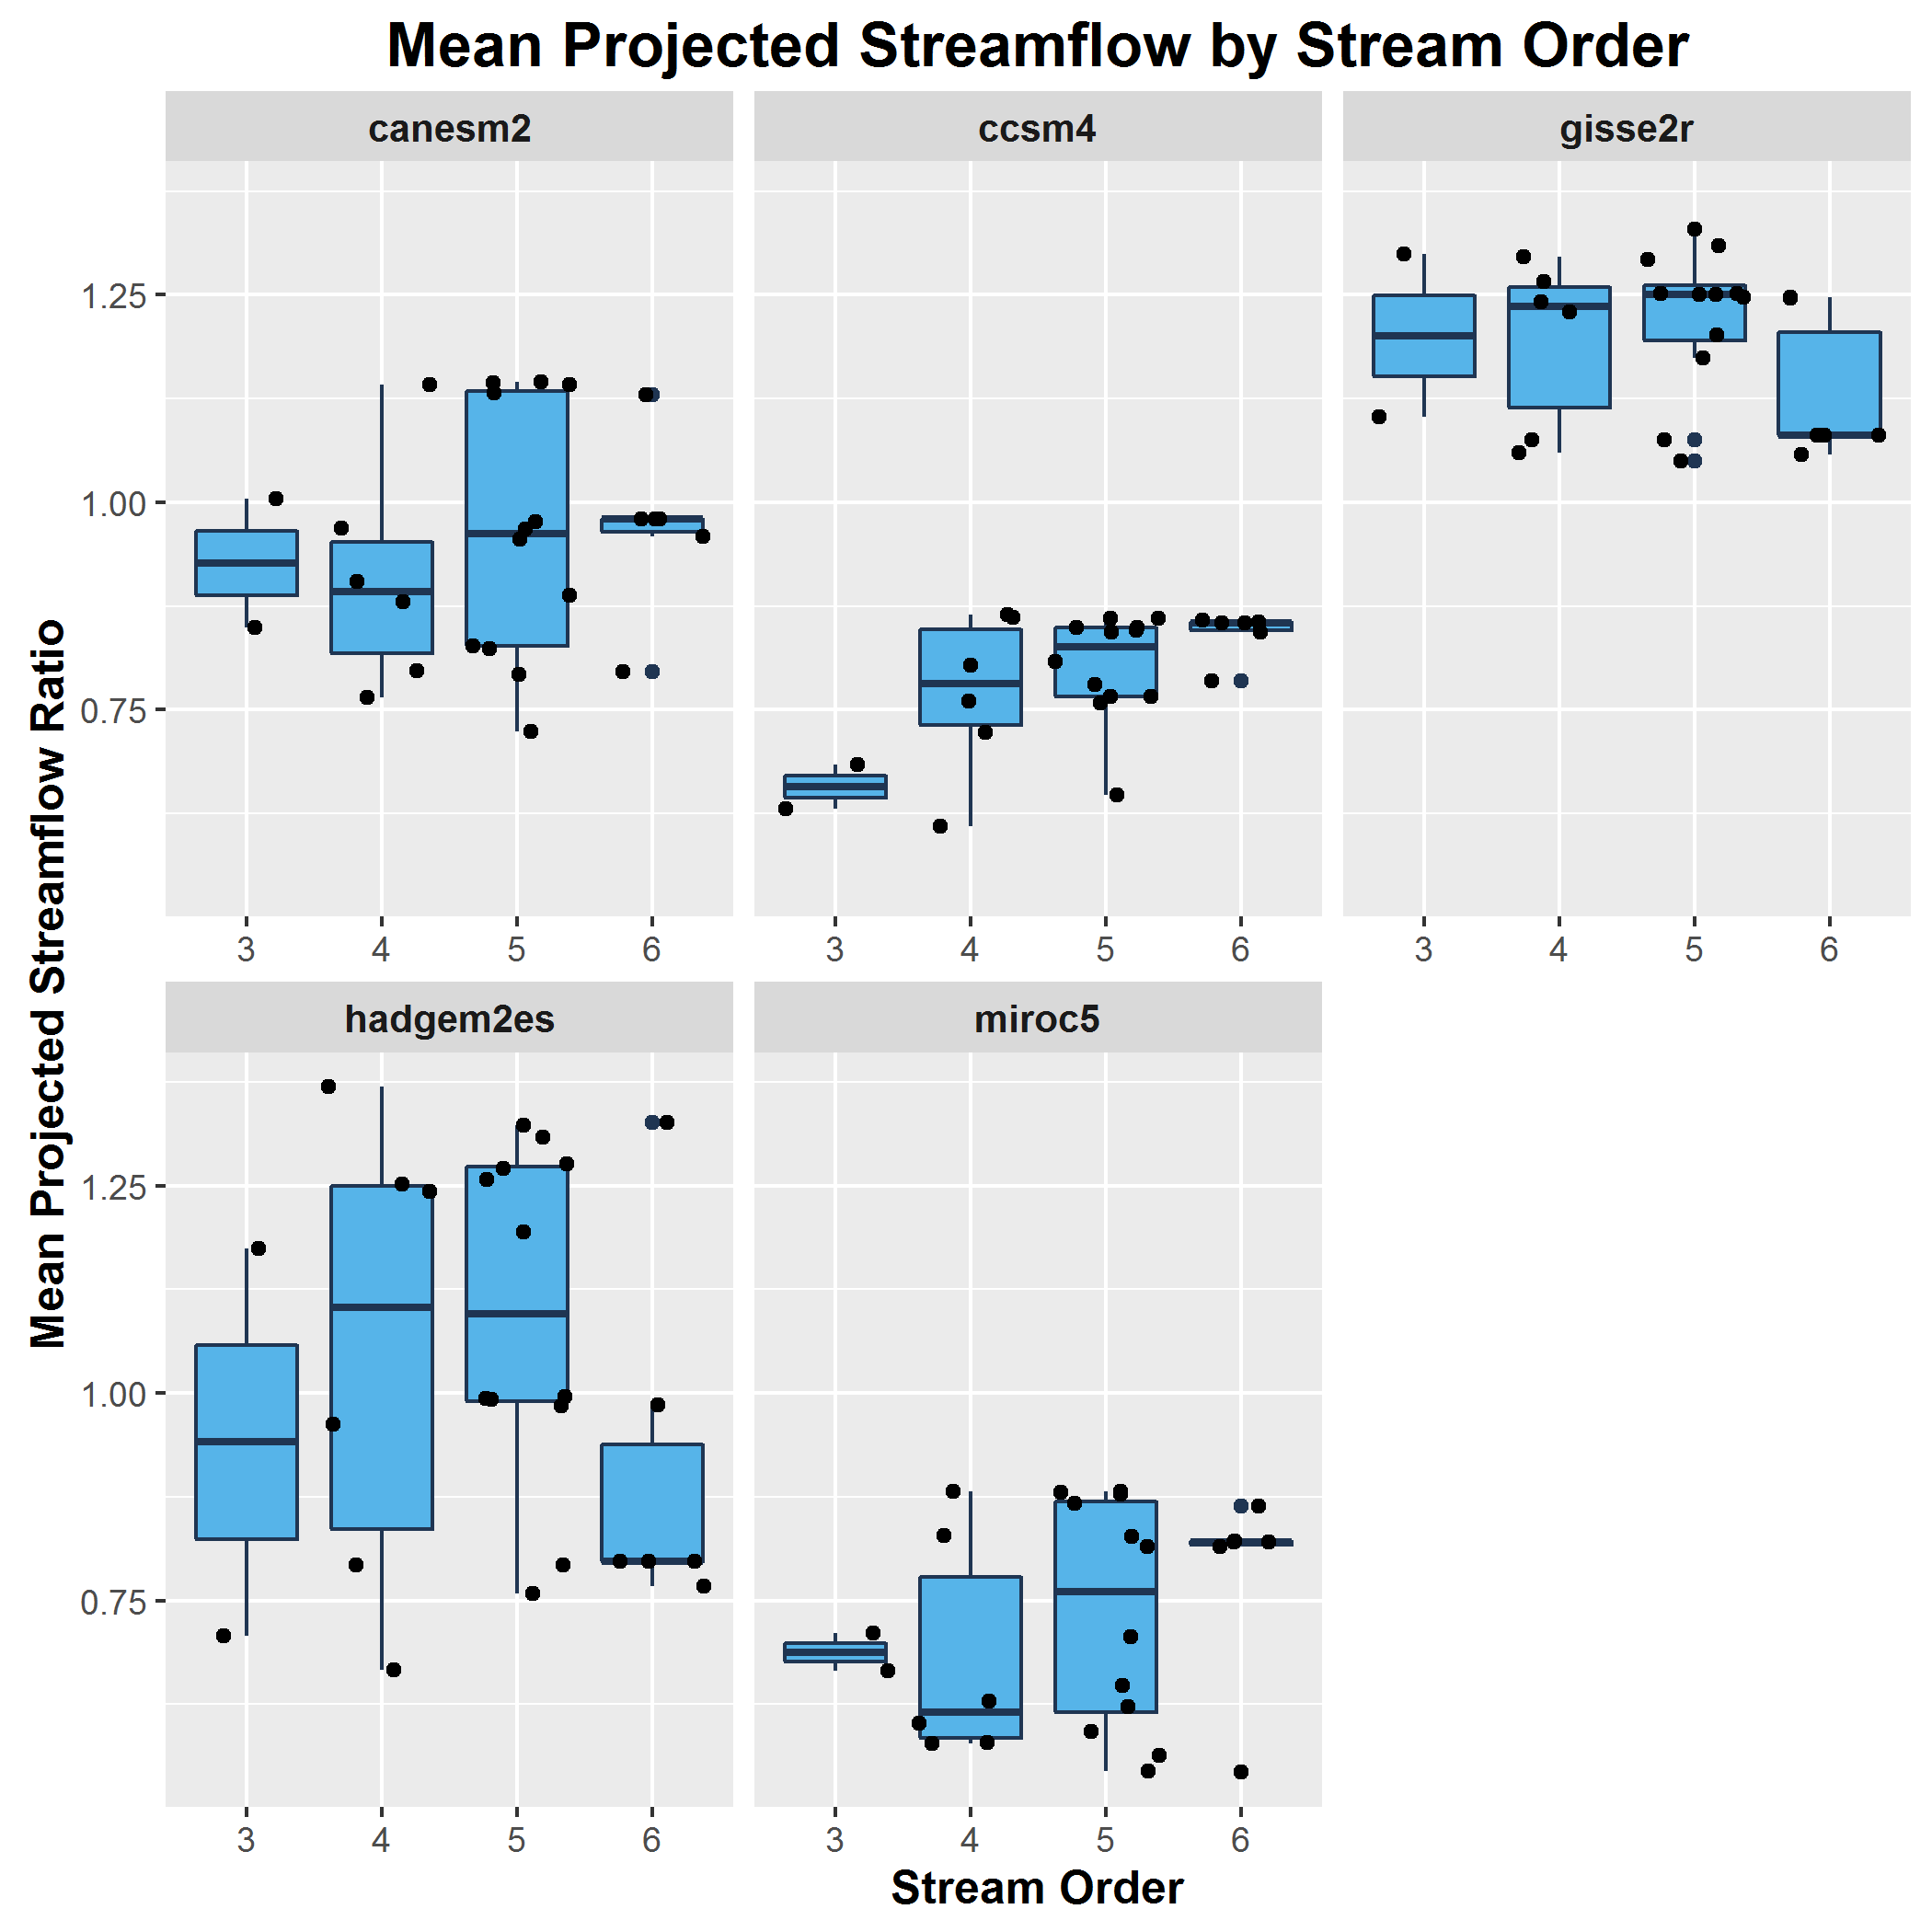 Mean Projected Streamflow by Stream Order
canesm2
ccsm4
gisse2r
1.25
1.00
0.75
3 4 5 6
3 4 5 6
3 4 5 6
Mean Projected Streamflow Ratio
hadgem2es
miroc5
1.25
1.00
0.75
3 4 5 6
3 4 5 6
Stream Order